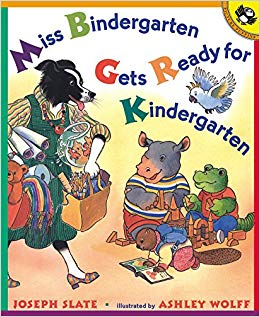 Miss Bindergarten
Gets Ready for
Kindergarten
JOSEPH SLATE • illustrated by ASHLEY WOLFF